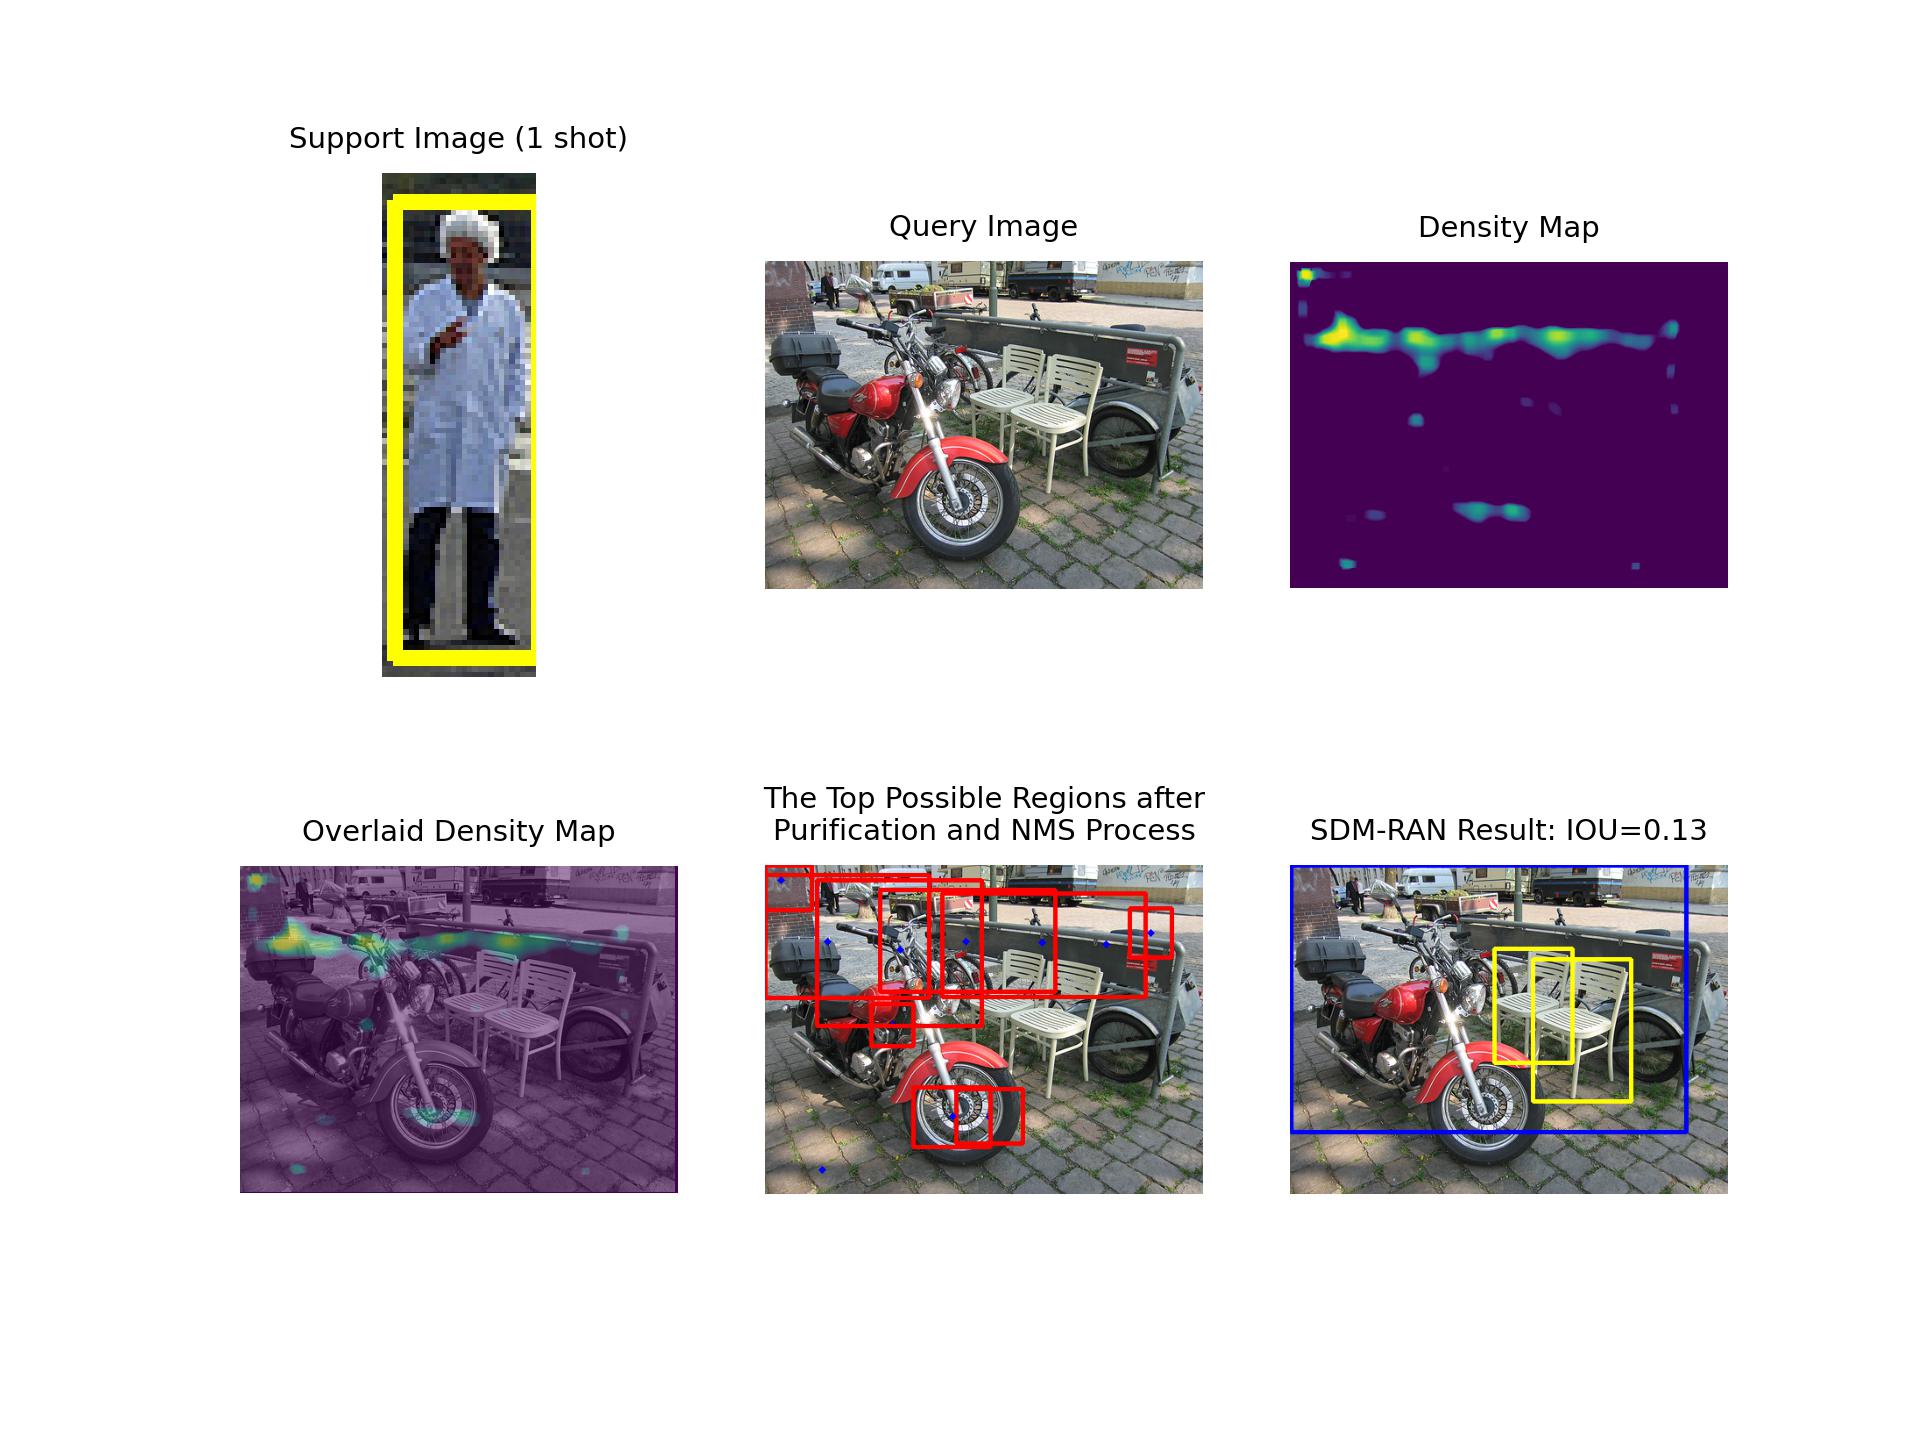 Support Image (1 shot)
Query Image
Density Map
Overlaid Density Map
The Top Possible Regions after
Purification and NMS Process
SDM-RAN Result: IOU=0.13